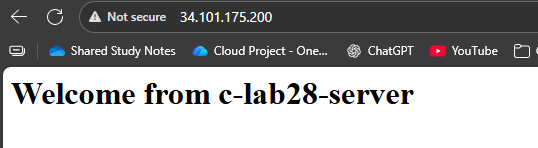 Not secure 34.101.175.200
Shared Study Notes Cloud Project - One... ChatGPT YouTube
Welcome from c-lab28-server